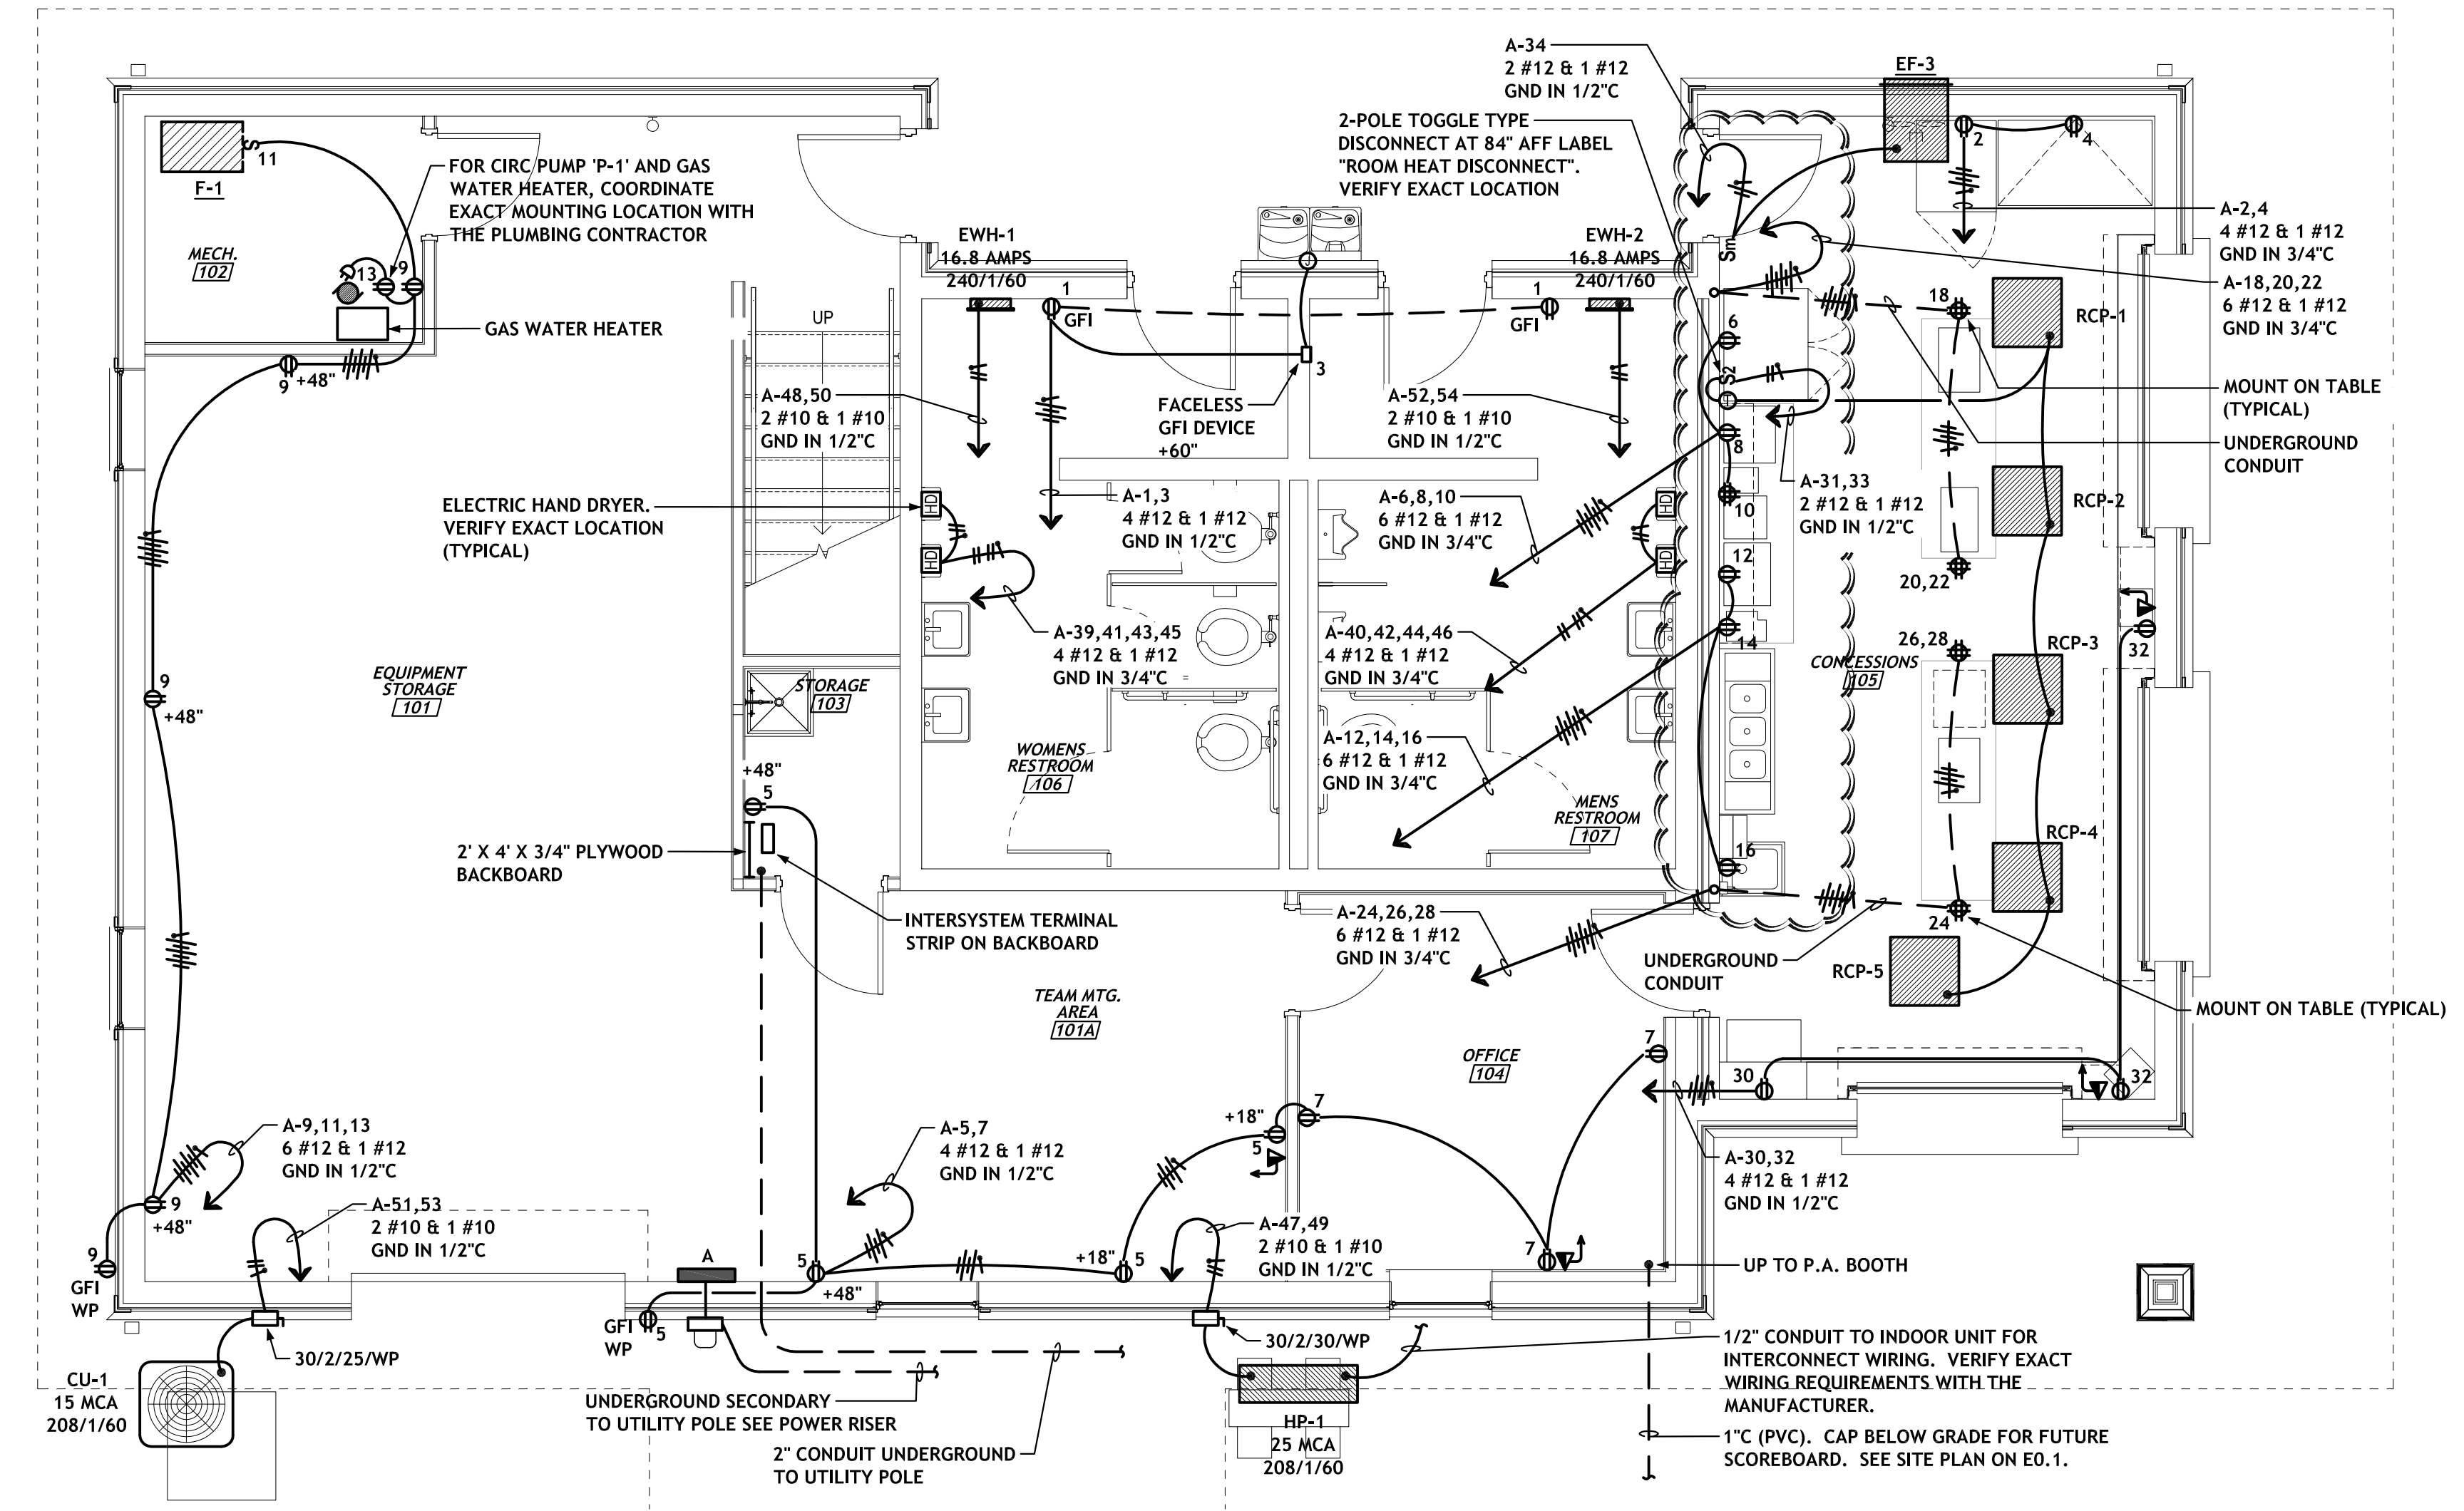 A-34
2 #12 & 1 #12
GND IN 1/2"C
EF-3
2-POLE TOGGLE TYPE
DISCONNECT AT 84" AFF LABEL
"ROOM HEAT DISCONNECT".
VERIFY EXACT LOCATION
S
11
F-1
FOR CIRC PUMP 'P-1' AND GAS
WATER HEATER, COORDINATE
EXACT MOUNTING LOCATION WITH
THE PLUMBING CONTRACTOR
2
4
A-2,4
4 #12 & 1 #12
GND IN 3/4"C
MECH.
102
13
9
EWH-1
16.8 AMPS
240/1/60
EWH-2
16.8 AMPS
240/1/60
Sm
A-18,20,22
6 #12 & 1 #12
GND IN 3/4"C
GAS WATER HEATER
UP
1
GFI
1
GFI
18
RCP-1
6
9
+48"
3
S2
A-48,50
2 #10 & 1 #10
GND IN 1/2"C
FACELESS
GFI DEVICE
+60"
A-52,54
2 #10 & 1 #10
GND IN 1/2"C
MOUNT ON TABLE
(TYPICAL)
8
UNDERGROUND
CONDUIT
ELECTRIC HAND DRYER.
VERIFY EXACT LOCATION
(TYPICAL)
HD
HD
A-1,3
4 #12 & 1 #12
GND IN 1/2"C
A-6,8,10
6 #12 & 1 #12
GND IN 3/4"C
HD
HD
10
A-31,33
2 #12 & 1 #12
GND IN 1/2"C
RCP-2
12
20,22
A-39,41,43,45
4 #12 & 1 #12
GND IN 3/4"C
A-40,42,44,46
4 #12 & 1 #12
GND IN 3/4"C
14
26,28
RCP-3
32
EQUIPMENT
STORAGE
101
STORAGE
103
CONCESSIONS
105
9
+48"
WOMENS
RESTROOM
106
A-12,14,16
6 #12 & 1 #12
GND IN 3/4"C
MENS
RESTROOM
107
+48"
5
RCP-4
2' X 4' X 3/4" PLYWOOD
BACKBOARD
16
INTERSYSTEM TERMINAL
STRIP ON BACKBOARD
A-24,26,28
6 #12 & 1 #12
GND IN 3/4"C
24
UNDERGROUND
CONDUIT
RCP-5
TEAM MTG.
AREA
101A
MOUNT ON TABLE (TYPICAL)
OFFICE
104
7
30
32
A-9,11,13
6 #12 & 1 #12
GND IN 1/2"C
A-5,7
4 #12 & 1 #12
GND IN 1/2"C
+18"
5
7
A-30,32
4 #12 & 1 #12
GND IN 1/2"C
9
+48"
A-51,53
2 #10 & 1 #10
GND IN 1/2"C
A-47,49
2 #10 & 1 #10
GND IN 1/2"C
9
GFI
WP
A
5
+48"
+18"
5
7
UP TO P.A. BOOTH
GFI
WP
5
30/2/25/WP
30/2/30/WP
1/2" CONDUIT TO INDOOR UNIT FOR
INTERCONNECT WIRING. VERIFY EXACT
WIRING REQUIREMENTS WITH THE
MANUFACTURER.
CU-1
15 MCA
208/1/60
UNDERGROUND SECONDARY
TO UTILITY POLE SEE POWER RISER
HP-1
25 MCA
208/1/60
2" CONDUIT UNDERGROUND
TO UTILITY POLE
1"C (PVC). CAP BELOW GRADE FOR FUTURE
SCOREBOARD. SEE SITE PLAN ON E0.1.